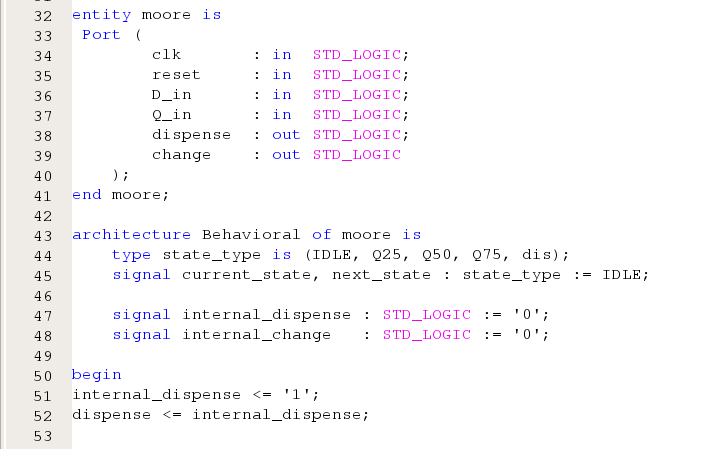 32 entity moore is
33  Port (
34         clk       : in  STD_LOGIC;
35         reset     : in  STD_LOGIC;
36         D_in      : in  STD_LOGIC;
37         Q_in      : in  STD_LOGIC;
38         dispense  : out STD_LOGIC;
39         change    : out STD_LOGIC
40     );
41 end moore;
42
43 architecture Behavioral of moore is
44     type state_type is (IDLE, Q25, Q50, Q75, dis);
45     signal current_state, next_state : state_type := IDLE;
46
47     signal internal_dispense : STD_LOGIC := '0';
48     signal internal_change   : STD_LOGIC := '0';
49
50 begin
51 internal_dispense <= '1';
52 dispense <= internal_dispense;
53